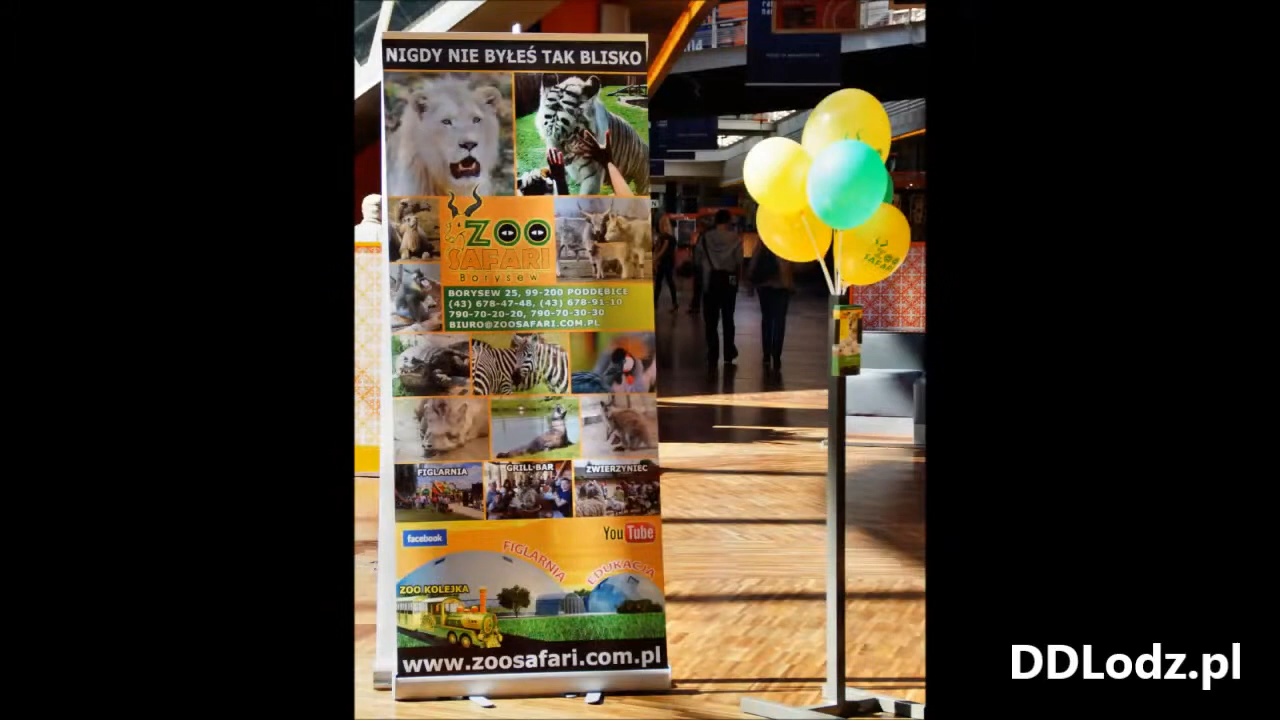 NIGDY NIE BYŁEŚ TAK BLISKO
ZOO
SAFARI
Borysew
BORYSEW 25, 99-200 PODDĘBICE
(43) 678-47-48, (43) 678-91-10
790-70-20-20, 790-70-30-30
BIURO@ZOOSAFARI.COM.PL
FIGLARNIA
GRILL-BAR
ZWIERZYNIEC
facebook
YouTube
FIGLARNIA
EDUKACJA
ZOO KOLEJKA
www.zoosafari.com.pl
ZOO
SAFARI
DDLodz.pl